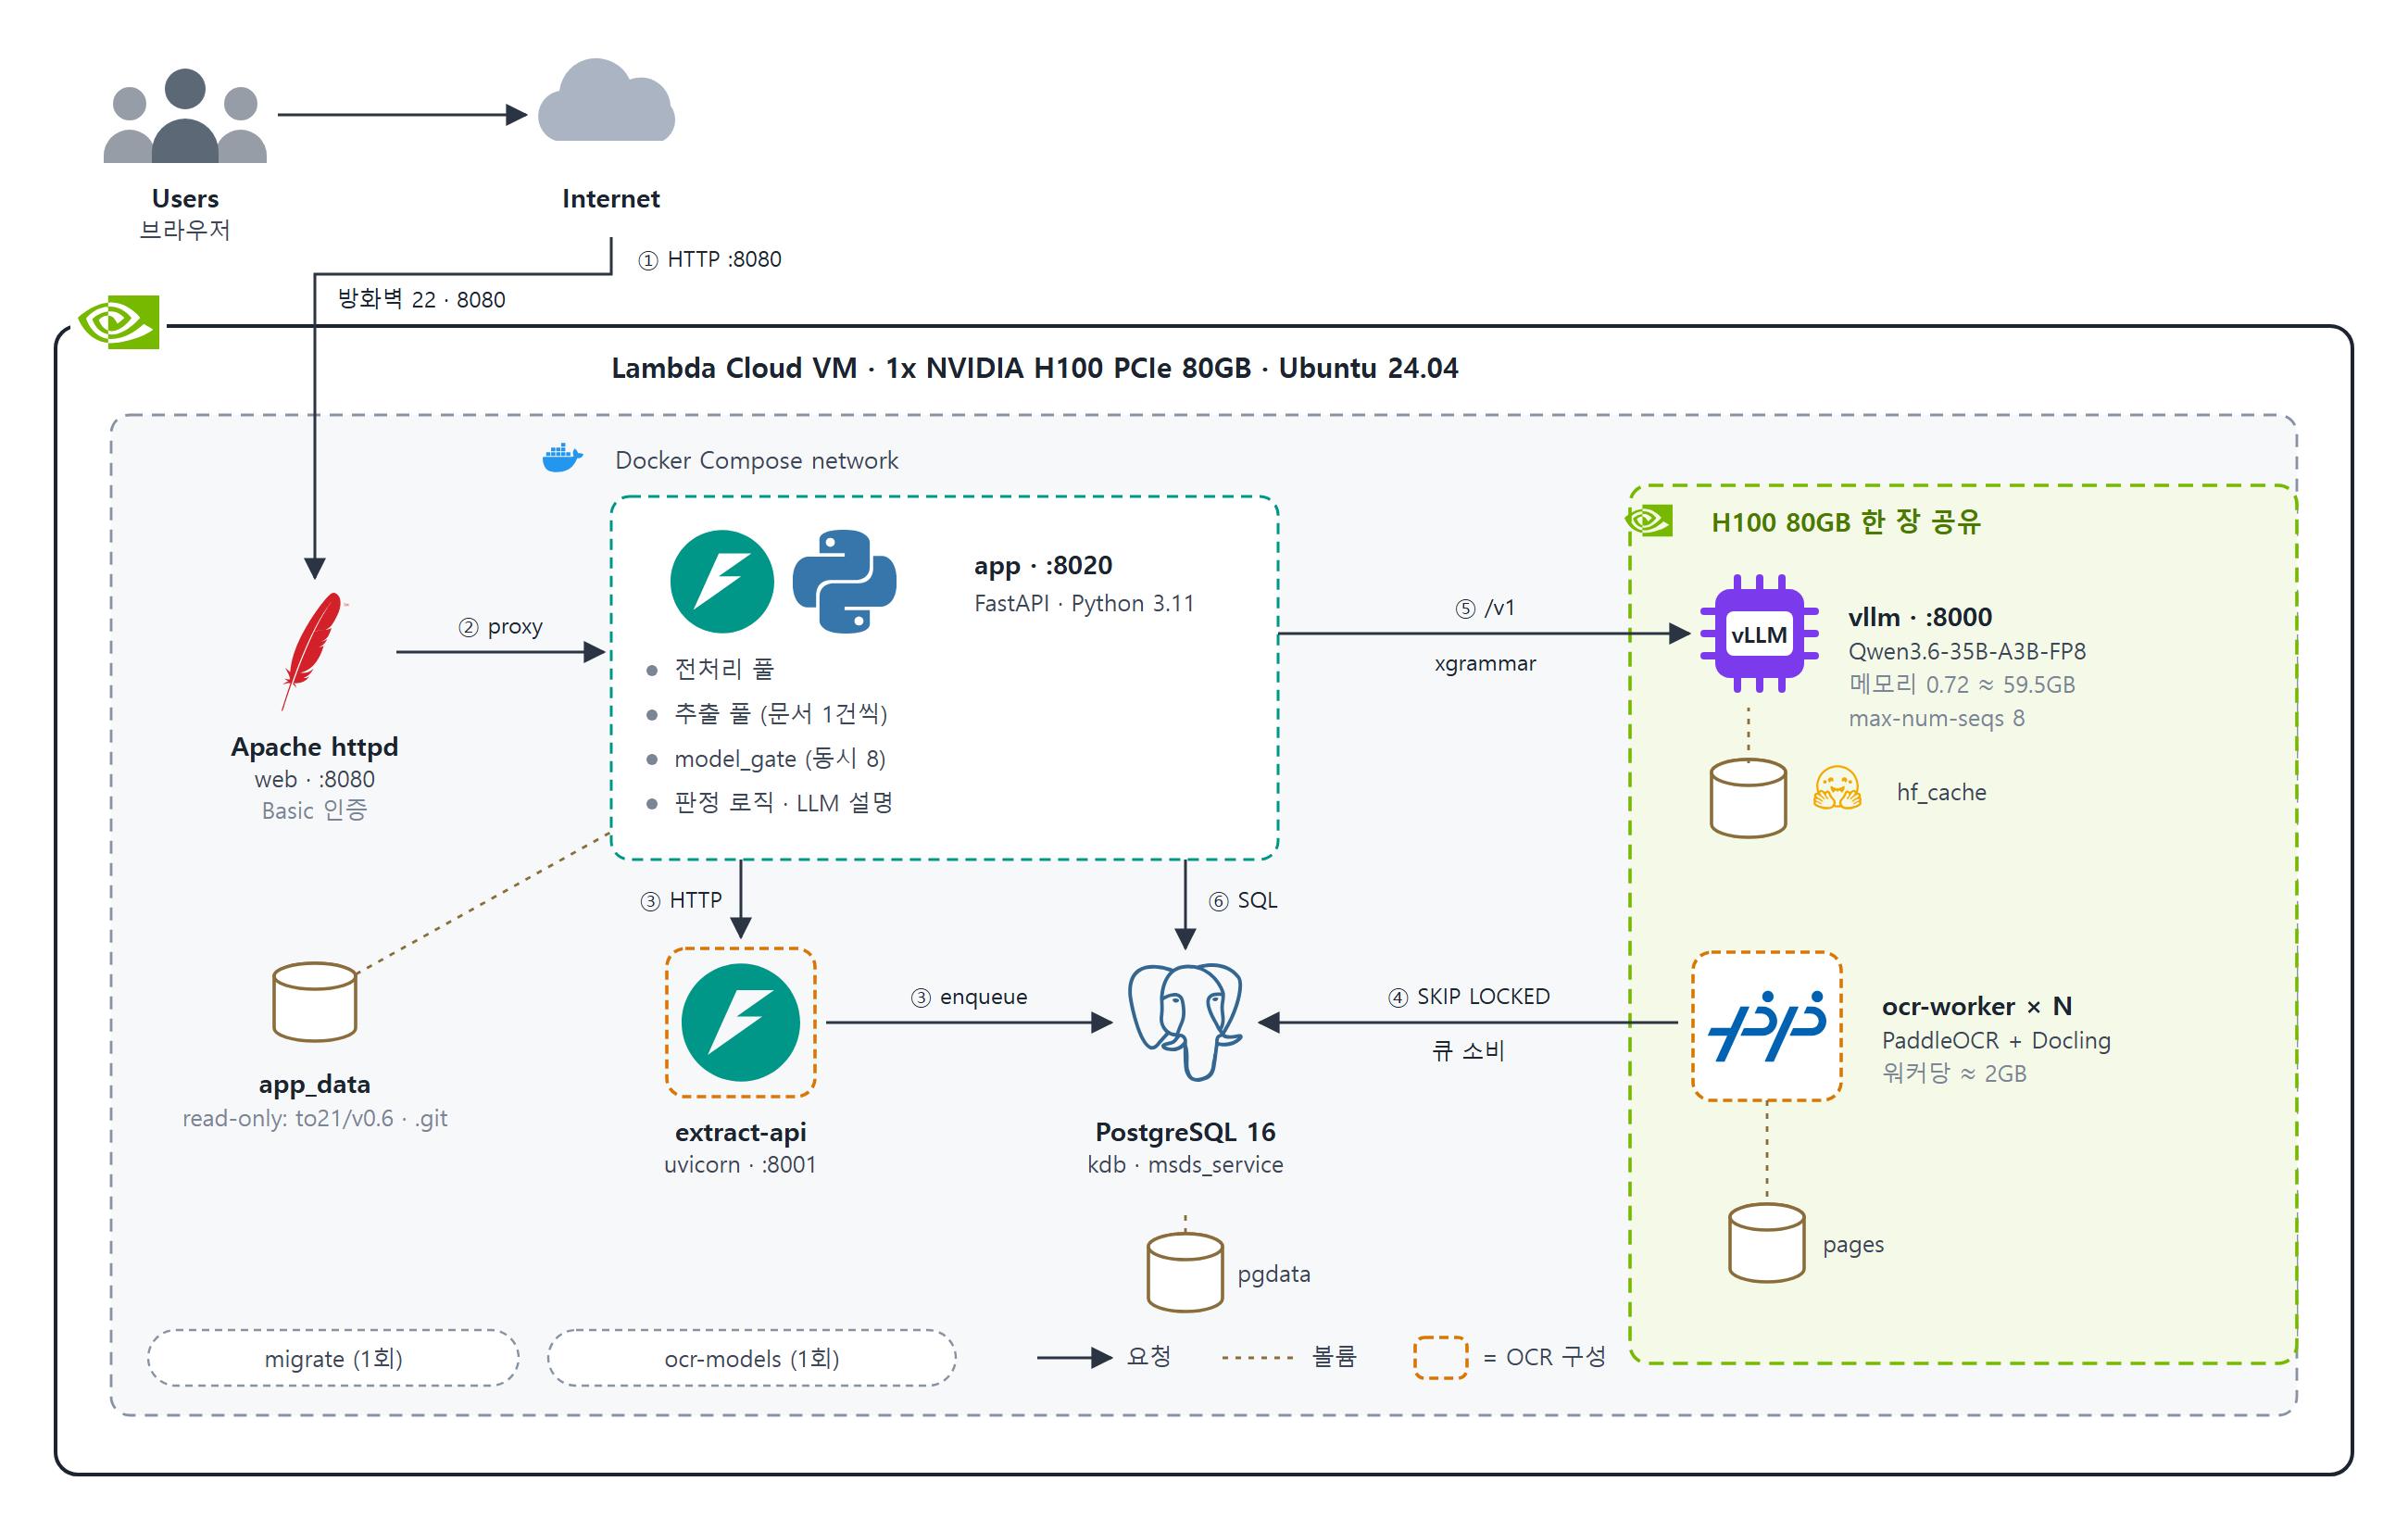 Users
브라우저
Internet
① HTTP :8080
방화벽 22 · 8080
Lambda Cloud VM · 1x NVIDIA H100 PCIe 80GB · Ubuntu 24.04
Docker Compose network
app · :8020
FastAPI · Python 3.11
전처리 풀
추출 풀 (문서 1건씩)
model_gate (동시 8)
판정 로직 · LLM 설명
② proxy
Apache httpd
web · :8080
Basic 인증
⑤ /v1
xgrammar
H100 80GB 한 장 공유
vLLM
vllm · :8000
Qwen3.6-35B-A3B-FP8
메모리 0.72 ≈ 59.5GB
max-num-seqs 8
hf_cache
③ HTTP
⑥ SQL
app_data
read-only: to21/v0.6 · .git
③ enqueue
④ SKIP LOCKED
큐 소비
extract-api
uvicorn · :8001
PostgreSQL 16
kdb · msds_service
ocr-worker × N
PaddleOCR + Docling
워커당 ≈ 2GB
pgdata
pages
migrate (1회)
ocr-models (1회)
요청
볼륨
= OCR 구성